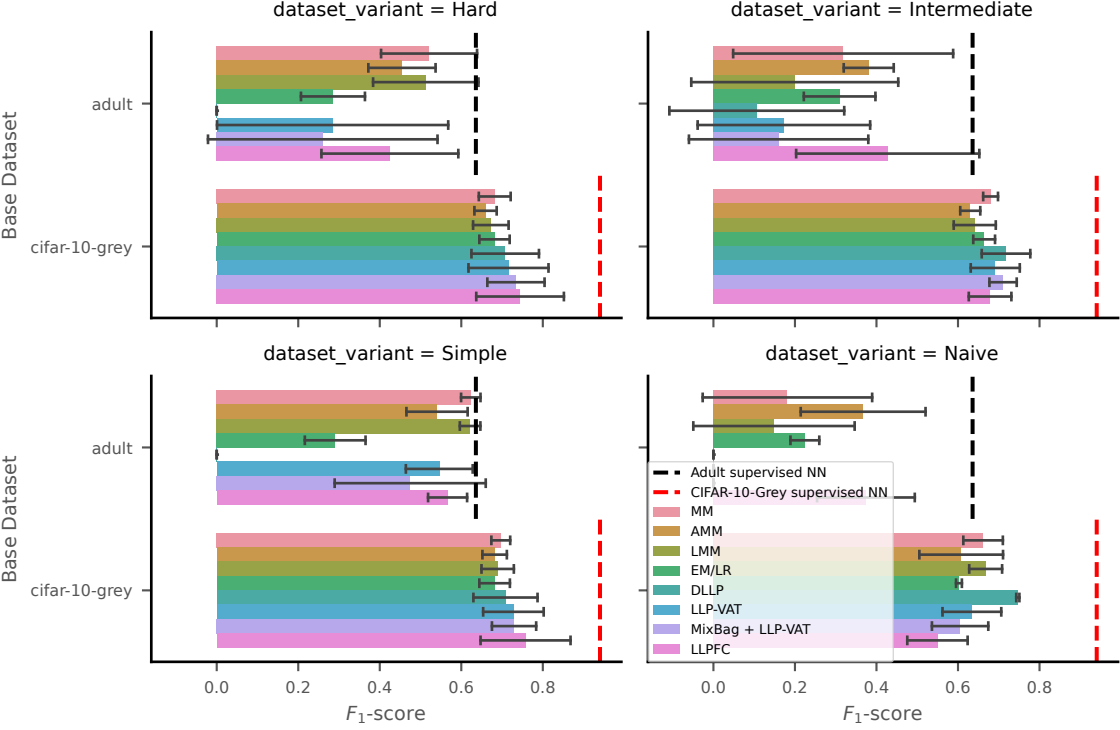 dataset_variant = Hard
dataset_variant = Intermediate
Base Dataset
adult
cifar-10-grey
dataset_variant = Simple
dataset_variant = Naive
Base Dataset
adult
cifar-10-grey
Adult supervised NN
CIFAR-10-Grey supervised NN
MM
AMM
LMM
EM/LR
DLLP
LLP-VAT
MixBag + LLP-VAT
LLPFC
0.0 0.2 0.4 0.6 0.8
0.0 0.2 0.4 0.6 0.8
F1-score
F1-score